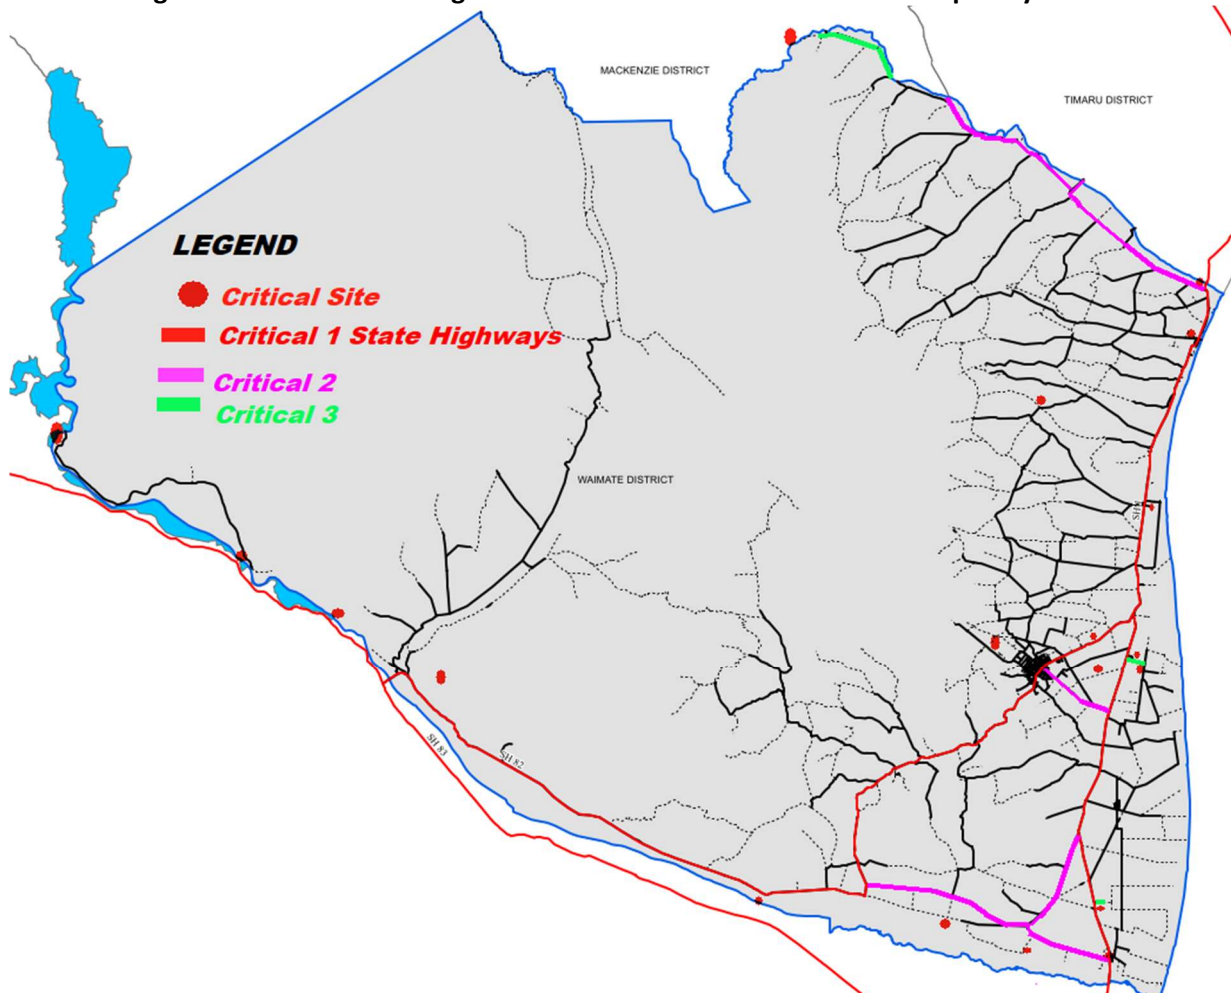 MACKENZIE DISTRICT
TIMARU DISTRICT
LEGEND
Critical Site
Critical 1 State Highways
Critical 2
Critical 3
WAIMATE DISTRICT
SH 83
SH 82